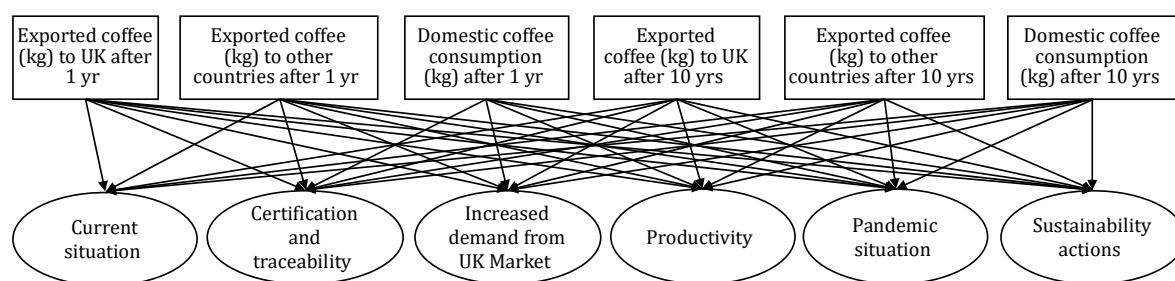 Exported coffee
(kg) to UK after
1 yr
Exported coffee
(kg) to other
countries after 1 yr
Domestic coffee
consumption
(kg) after 1 yr
Exported
coffee (kg) to UK
after 10 yrs
Exported coffee
(kg) to other
countries after 10 yrs
Domestic coffee
consumption
(kg) after 10 yrs
Current
situation
Certification
and
traceability
Increased
demand from
UK Market
Productivity
Pandemic
situation
Sustainability
actions